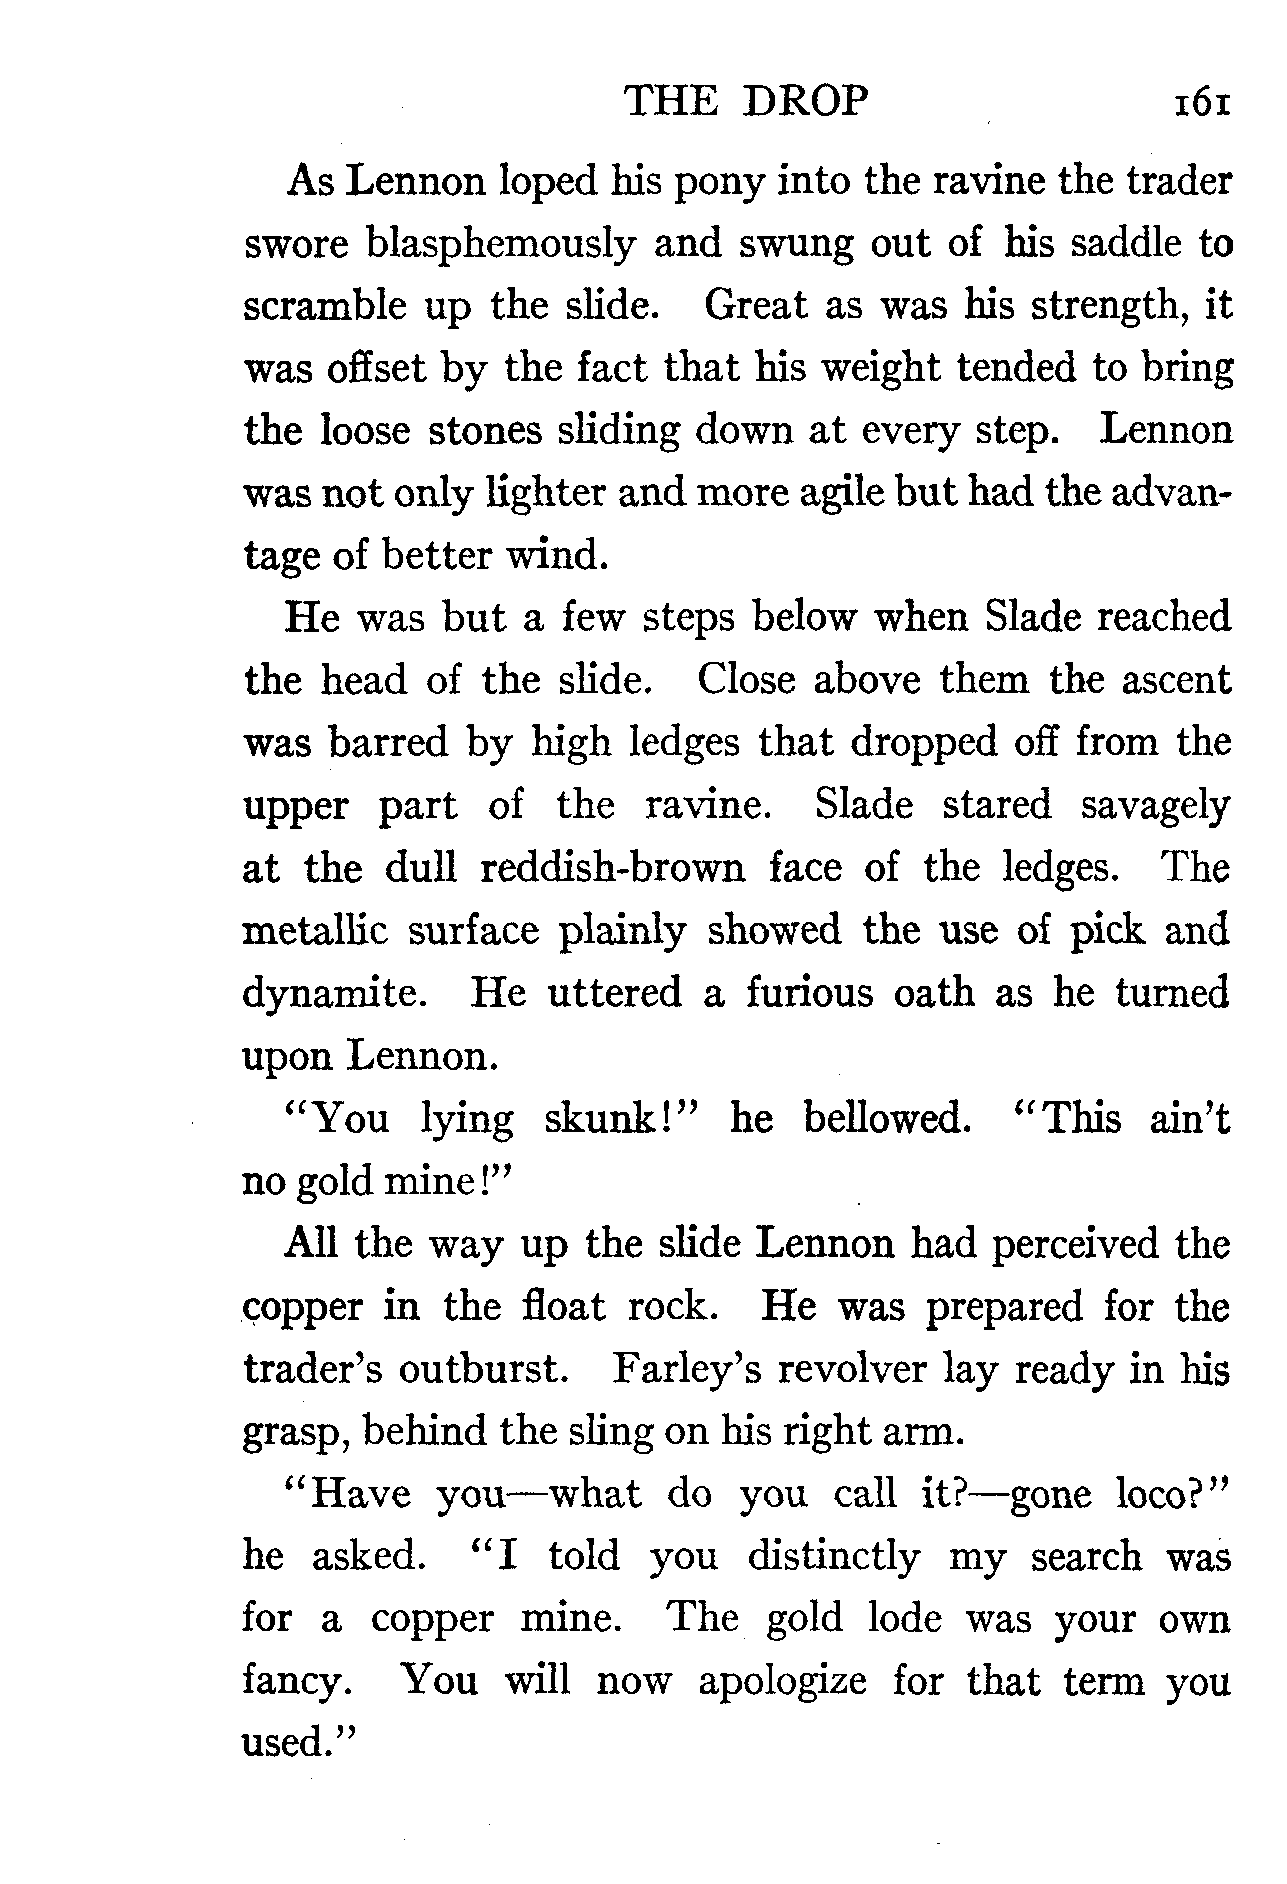 THE DROP 161
As Lennon loped his pony into the ravine the trader
swore blasphemously and swung out of his saddle to
scramble up the slide. Great as was his strength, it
was offset by the fact that his weight tended to bring
the loose stones sliding down at every step. Lennon
was not only lighter and more agile but had the advan-
tage of better wind.
He was but a few steps below when Slade reached
the head of the slide. Close above them the ascent
was barred by high ledges that dropped off from the
upper part of the ravine. Slade stared savagely
at the dull reddish-brown face of the ledges. The
metallic surface plainly showed the use of pick and
dynamite. He uttered a furious oath as he turned
upon Lennon.
“You lying skunk!” he bellowed. “This ain’t
no gold mine!”
All the way up the slide Lennon had perceived the
copper in the float rock. He was prepared for the
trader’s outburst. Farley’s revolver lay ready in his
grasp, behind the sling on his right arm.
“Have you—what do you call it?—gone loco?”
he asked. “I told you distinctly my search was
for a copper mine. The gold lode was your own
fancy. You will now apologize for that term you
used.”